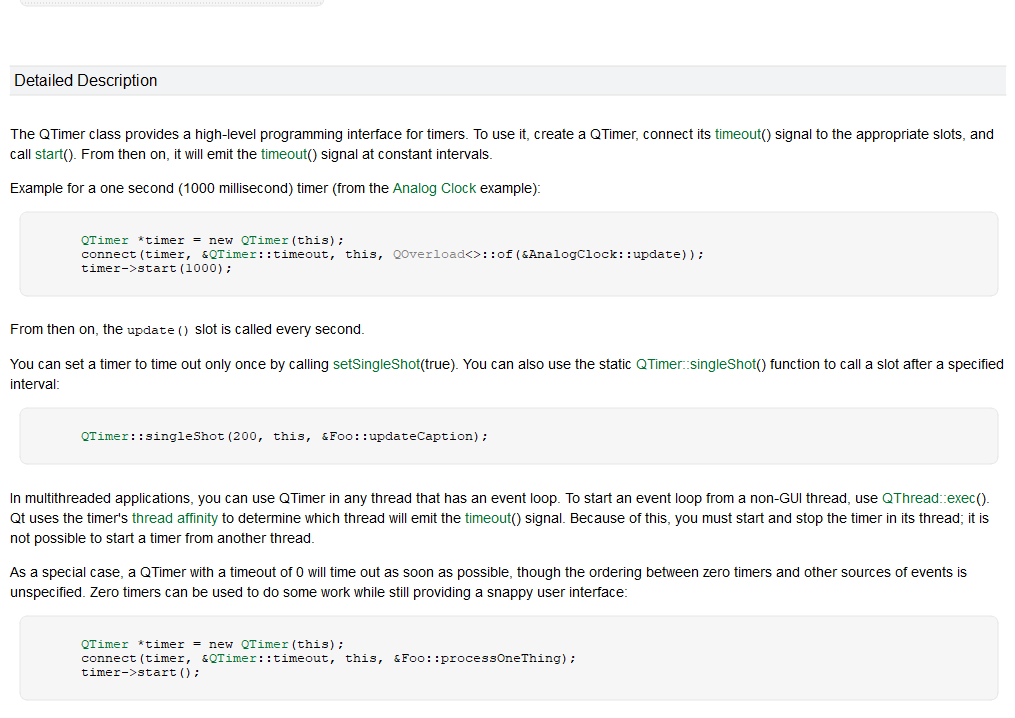 Detailed Description
The QTimer class provides a high-level programming interface for timers. To use it, create a QTimer, connect its timeout() signal to the appropriate slots, and
call start(). From then on, it will emit the timeout() signal at constant intervals.
Example for a one second (1000 millisecond) timer (from the Analog Clock example):
QTimer *timer = new QTimer(this);
connect(timer, &QTimer::timeout, this, QOverload<>::of(&AnalogClock::update));
timer->start(1000);
From then on, the update() slot is called every second.
You can set a timer to time out only once by calling setSingleShot(true). You can also use the static QTimer::singleShot() function to call a slot after a specified
interval:
QTimer::singleShot(200, this, &Foo::updateCaption);
In multithreaded applications, you can use QTimer in any thread that has an event loop. To start an event loop from a non-GUI thread, use QThread::exec().
Qt uses the timer's thread affinity to determine which thread will emit the timeout() signal. Because of this, you must start and stop the timer in its thread; it is
not possible to start a timer from another thread.
As a special case, a QTimer with a timeout of 0 will time out as soon as possible, though the ordering between zero timers and other sources of events is
unspecified. Zero timers can be used to do some work while still providing a snappy user interface:
QTimer *timer = new QTimer(this);
connect(timer, &QTimer::timeout, this, &Foo::processOneThing);
timer->start();